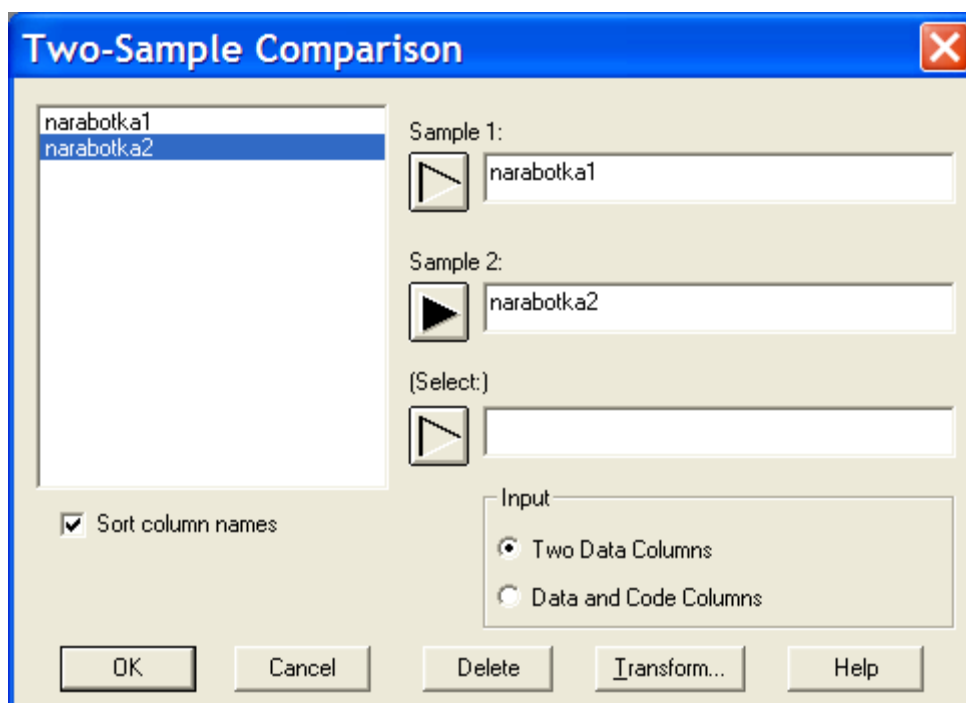 Two-Sample Comparison
narabotka1
narabotka2
Sample 1:
narabotka1
Sample 2:
narabotka2
(Select:)
Sort column names
Input
Two Data Columns
Data and Code Columns
OK Cancel Delete Transform... Help